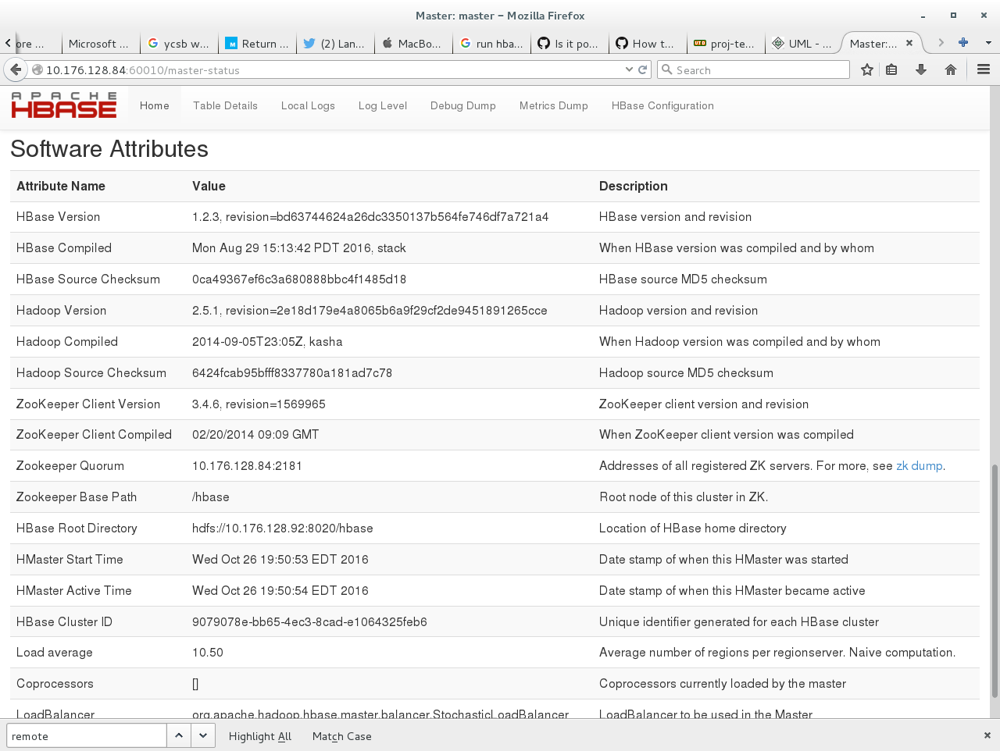 Master: master – Mozilla Firefox
ore ...
Microsoft ...
ycsb w...
Return ...
(2) Lan...
MacBo...
run hba...
Is it po...
How t...
proj-te...
UML - ...
Master:...
10.176.128.84:60010/master-status
Search
APACHE
HBASE
Home Table Details Local Logs Log Level Debug Dump Metrics Dump HBase Configuration
Software Attributes
Attribute Name Value Description
HBase Version 1.2.3, revision=bd63744624a26dc3350137b564fe746df7a721a4 HBase version and revision
HBase Compiled Mon Aug 29 15:13:42 PDT 2016, stack When HBase version was compiled and by whom
HBase Source Checksum 0ca49367ef6c3a680888bbc4f1485d18 HBase source MD5 checksum
Hadoop Version 2.5.1, revision=2e18d179e4a8065b6a9f29cf2de9451891265cce Hadoop version and revision
Hadoop Compiled 2014-09-05T23:05Z, kasha When Hadoop version was compiled and by whom
Hadoop Source Checksum 6424fcab95bfff8337780a181ad7c78 Hadoop source MD5 checksum
ZooKeeper Client Version 3.4.6, revision=1569965 ZooKeeper client version and revision
ZooKeeper Client Compiled 02/20/2014 09:09 GMT When ZooKeeper client version was compiled
Zookeeper Quorum 10.176.128.84:2181 Addresses of all registered ZK servers. For more, see zk dump.
Zookeeper Base Path /hbase Root node of this cluster in ZK.
HBase Root Directory hdfs://10.176.128.92:8020/hbase Location of HBase home directory
HMaster Start Time Wed Oct 26 19:50:53 EDT 2016 Date stamp of when this HMaster was started
HMaster Active Time Wed Oct 26 19:50:54 EDT 2016 Date stamp of when this HMaster became active
HBase Cluster ID 9079078e-bb65-4ec3-8cad-e1064325feb6 Unique identifier generated for each HBase cluster
Load average 10.50 Average number of regions per regionserver. Naive computation.
Coprocessors [] Coprocessors currently loaded by the master
LoadBalancer org.apache.hadoop.hbase.master.balancer.StochasticLoadBalancer LoadBalancer to be used in the Master
remote Highlight All Match Case